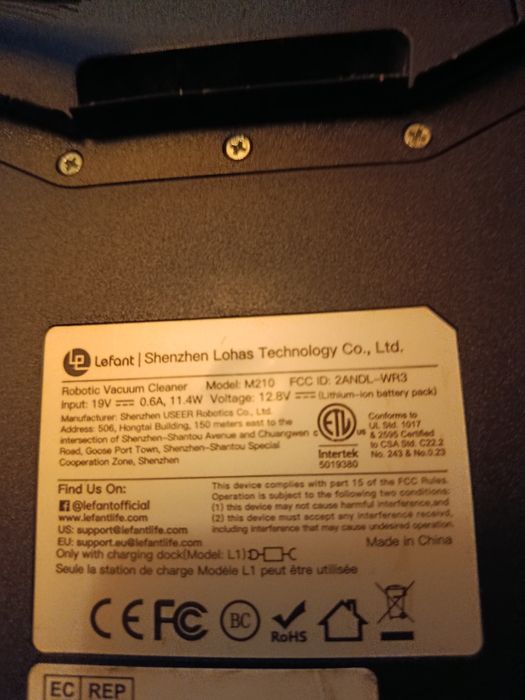 Lefant | Shenzhen Lohas Technology Co., Ltd.
Robotic Vacuum Cleaner Model: M210 FCC ID: 2ANDL-WR3
Input: 19V 0.6A, 11.4W Voltage: 12.8V (Lithium-ion battery pack)
Manufacturer: Shenzhen USEER Robotics Co., Ltd.
Address: 506, Hongtai Building, 150 meters east to the
intersection of Shenzhen-Shantou Avenue and Chuangwen
Road, Goose Port Town, Shenzhen-Shantou Special
Cooperation Zone, Shenzhen
c ETL us
Intertek
5019380
Conforms to
UL Std. 1017
& 2595 Certified
to CSA Std. C22.2
No. 243 & No.0.23
Find Us On:
@lefantofficial
www.lefantlife.com
US: support@lefantlife.com
EU: support.eu@lefantlife.com
This device complies with part 15 of the FCC Rules.
Operation is subject to the following two conditions:
(1) this device may not cause harmful interference,and
(2) this device must accept any interference received,
including interference that may cause undesired operation.
Made in China
Only with charging dock(Model: L1)
Seule la station de charge Modèle L1 peut être utilisée
CE FC BC RoHS
EC REP